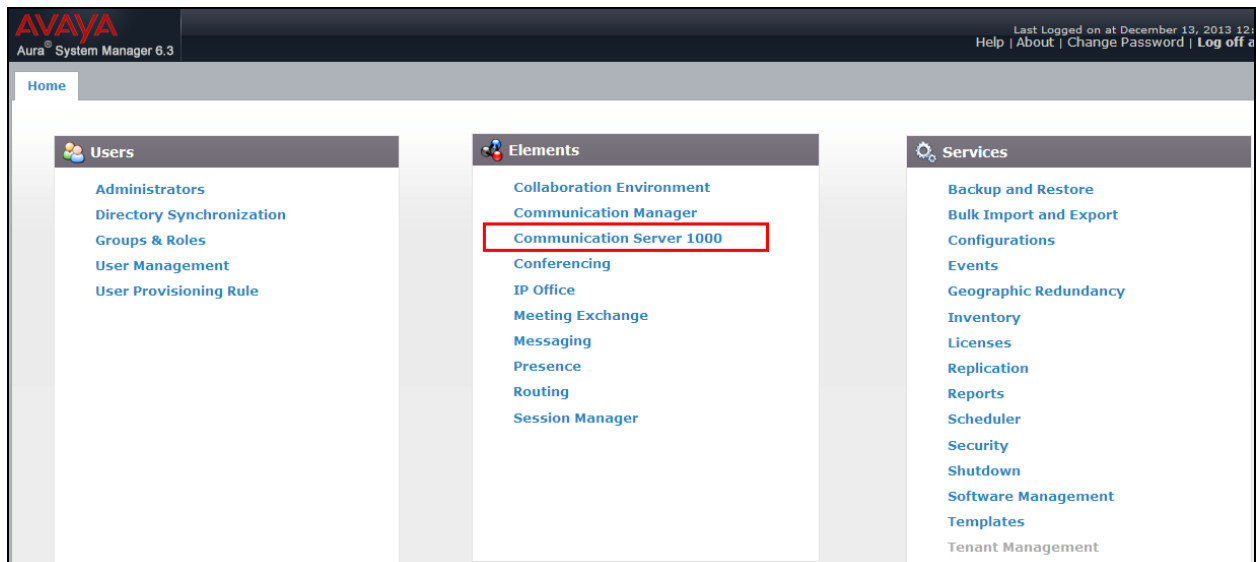 AVAYA
Aura® System Manager 6.3
Last Logged on at December 13, 2013 12:
Help | About | Change Password | Log off a
Home
Users
Administrators
Directory Synchronization
Groups & Roles
User Management
User Provisioning Rule
Elements
Collaboration Environment
Communication Manager
Communication Server 1000
Conferencing
IP Office
Meeting Exchange
Messaging
Presence
Routing
Session Manager
Services
Backup and Restore
Bulk Import and Export
Configurations
Events
Geographic Redundancy
Inventory
Licenses
Replication
Reports
Scheduler
Security
Shutdown
Software Management
Templates
Tenant Management